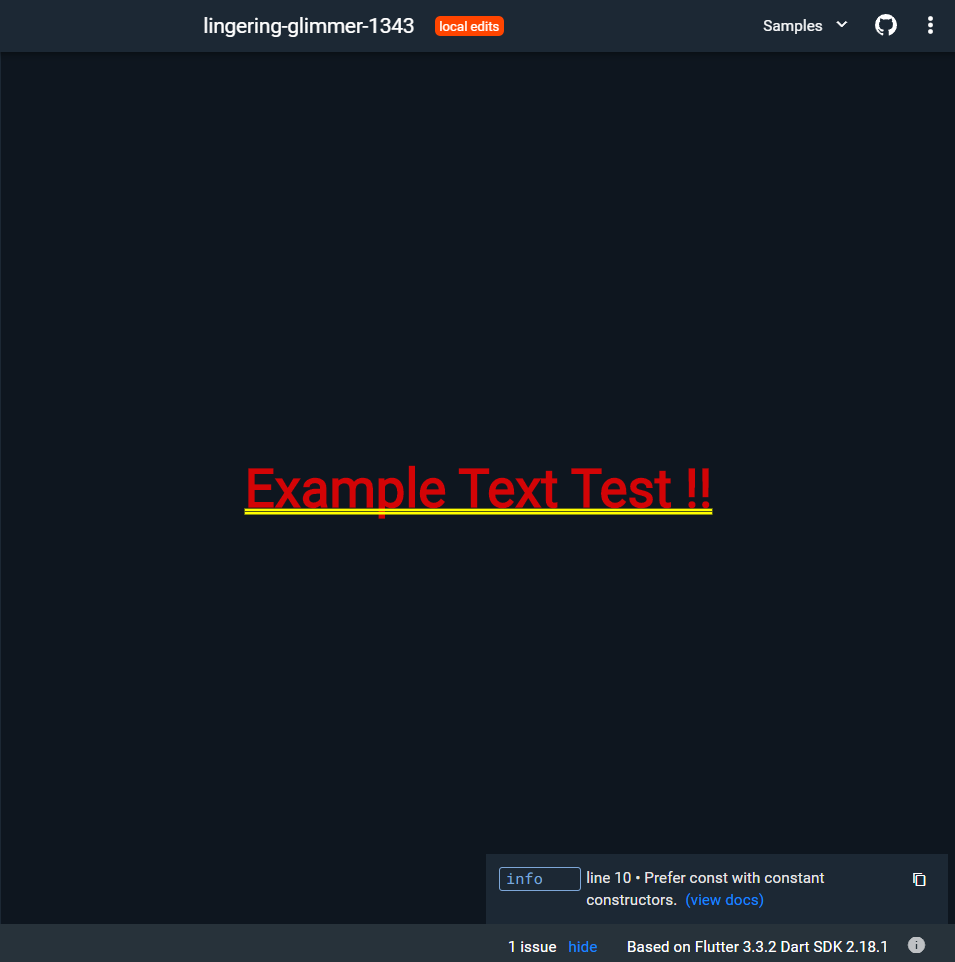 lingering-glimmer-1343 local edits Samples
Example Text Test !!
info line 10 • Prefer const with constant
constructors. (view docs)
1 issue hide Based on Flutter 3.3.2 Dart SDK 2.18.1